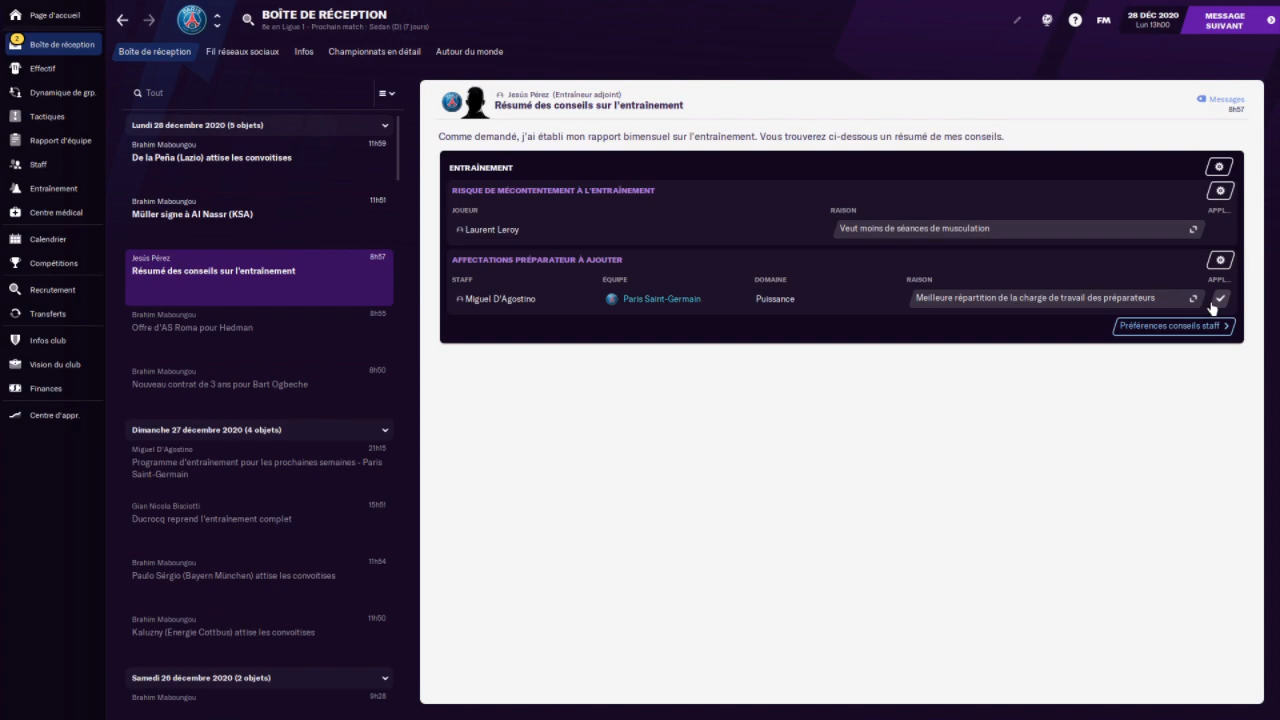 Page d'accueil
2
Boîte de réception
Effectif
Dynamique de grp.
Tactiques
Rapport d'équipe
Staff
Entraînement
Centre médical
Calendrier
Compétitions
Recrutement
Transferts
Infos club
Vision du club
Finances
Centre d'appr.
BOÎTE DE RÉCEPTION
8e en Ligue 1 - Prochain match : Sedan (D) (7 jours)
FM
28 DÉC 2020
Lun 13h00
MESSAGE
SUIVANT
Boîte de réception
Fil réseaux sociaux
Infos
Championnats en détail
Autour du monde
Tout
Lundi 28 décembre 2020 (5 objets)
Brahim Maboungou 11h59
De la Peña (Lazio) attise les convoitises
Brahim Maboungou 11h51
Müller signe à Al Nassr (KSA)
Jesús Pérez 8h57
Résumé des conseils sur l'entraînement
Brahim Maboungou 8h55
Offre d'AS Roma pour Hedman
Brahim Maboungou 8h50
Nouveau contrat de 3 ans pour Bart Ogbeche
Dimanche 27 décembre 2020 (4 objets)
Miguel D'Agostino 21h15
Programme d'entraînement pour les prochaines semaines - Paris
Saint-Germain
Gian Nicola Bisciotti 15h51
Ducrocq reprend l'entraînement complet
Brahim Maboungou 11h54
Paulo Sérgio (Bayern München) attise les convoitises
Brahim Maboungou 11h50
Kaluzny (Energie Cottbus) attise les convoitises
Samedi 26 décembre 2020 (2 objets)
Brahim Maboungou 9h28
Jesús Pérez (Entraîneur adjoint)
Résumé des conseils sur l'entraînement
Messages
8h57
Comme demandé, j'ai établi mon rapport bimensuel sur l'entraînement. Vous trouverez ci-dessous un résumé de mes conseils.
ENTRAÎNEMENT
RISQUE DE MÉCONTENTEMENT À L'ENTRAÎNEMENT
JOUEUR RAISON APPL...
Laurent Leroy Veut moins de séances de musculation
AFFECTATIONS PRÉPARATEUR À AJOUTER
STAFF ÉQUIPE DOMAINE RAISON APPL...
Miguel D'Agostino Paris Saint-Germain Puissance Meilleure répartition de la charge de travail des préparateurs
Préférences conseils staff